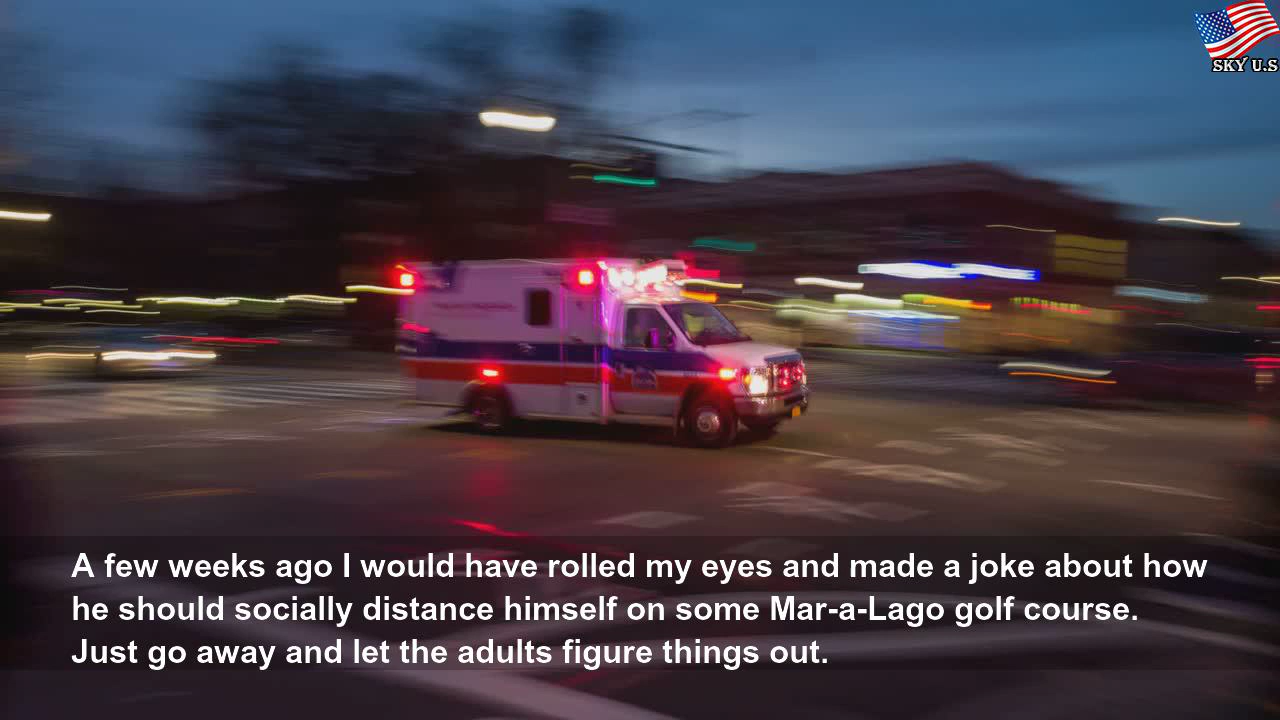 SKY U.S
A few weeks ago I would have rolled my eyes and made a joke about how
he should socially distance himself on some Mar-a-Lago golf course.
Just go away and let the adults figure things out.